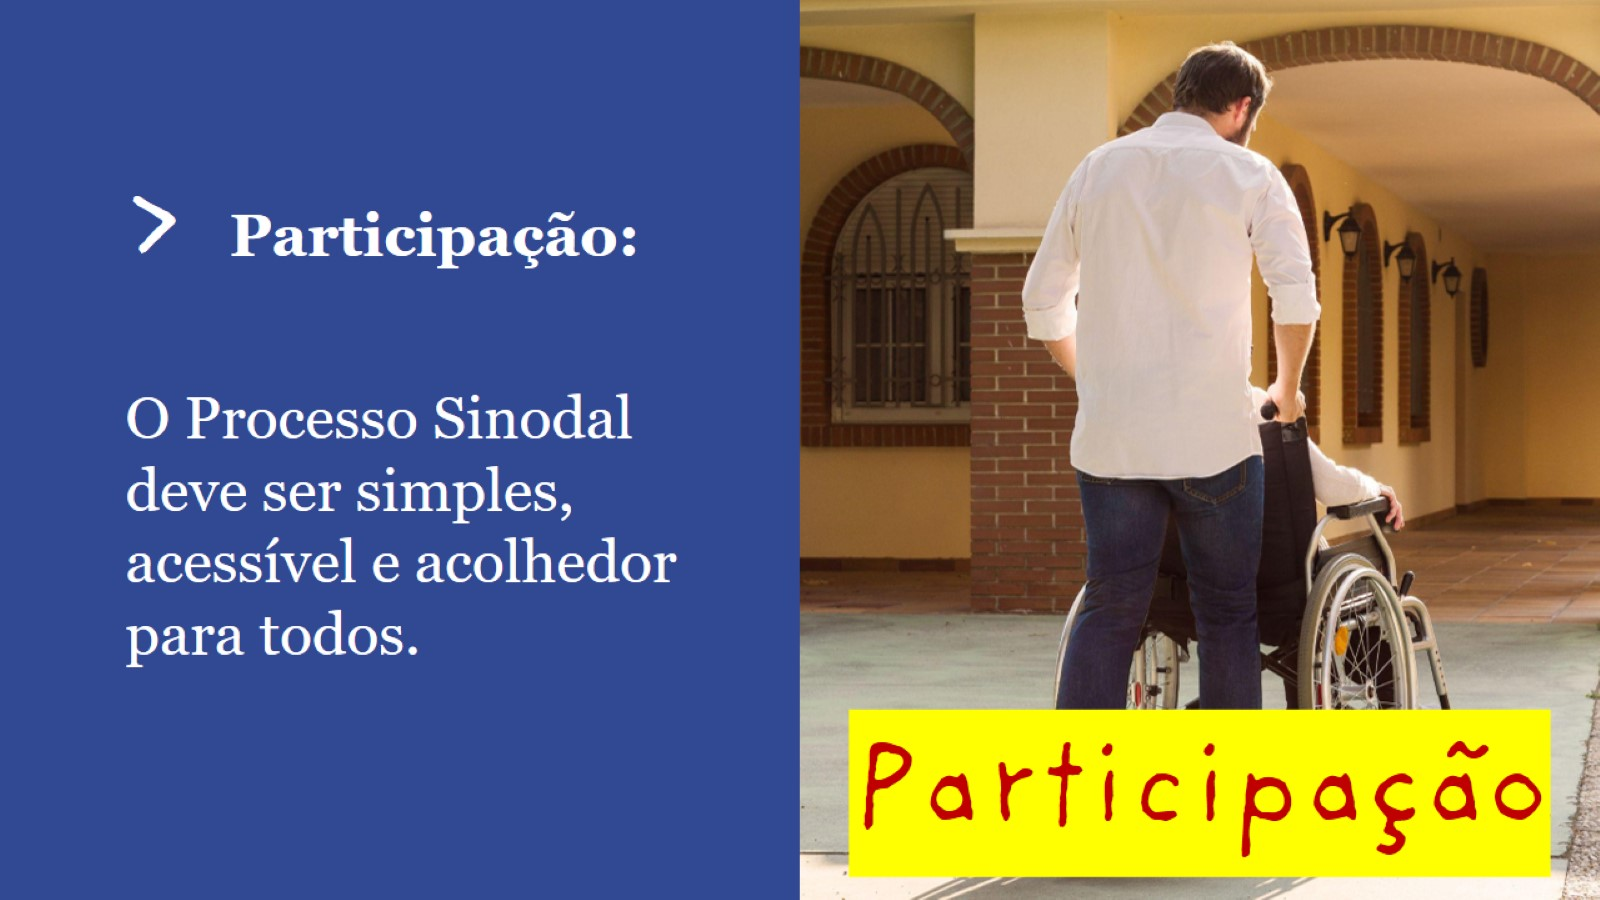 > Participação:
O Processo Sinodal
deve ser simples,
acessível e acolhedor
para todos.
Participação